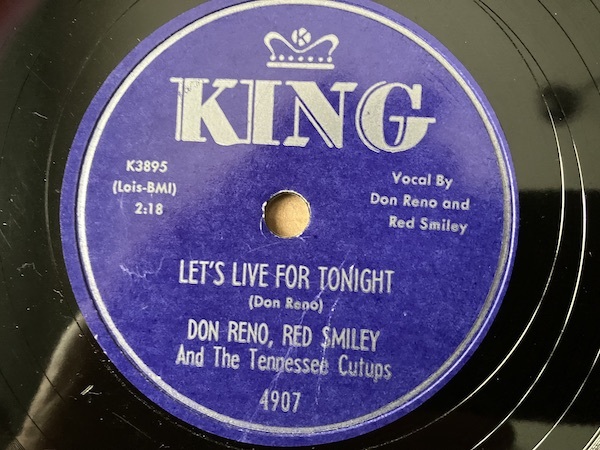 K
KING
K3895
(Lois-BMI)
2:18
Vocal By
Don Reno and
Red Smiley
LET'S LIVE FOR TONIGHT
(Don Reno)
DON RENO, RED SMILEY
And The Tennessee Cutups
4907